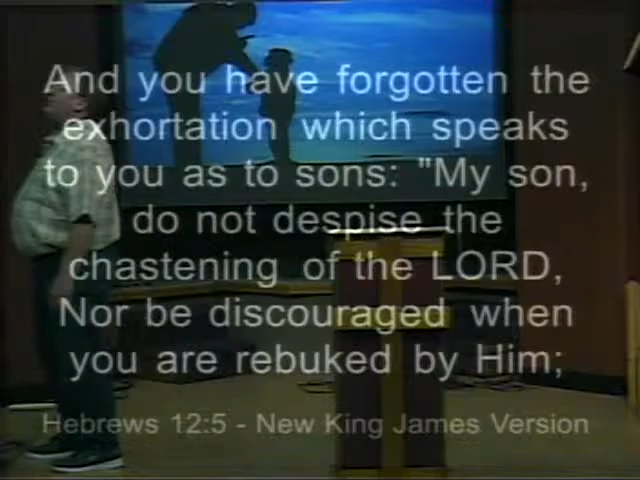 And you have forgotten the
exhortation which speaks
to you as to sons: "My son,
do not despise the
chastening of the LORD,
Nor be discouraged when
you are rebuked by Him;
Hebrews 12:5 - New King James Version